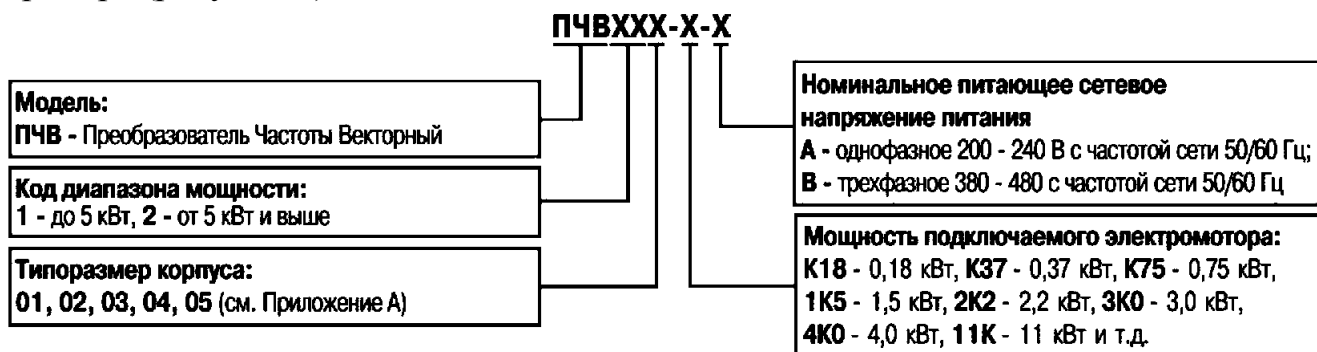 ПЧВХХХ-Х-Х
Модель:
ПЧВ - Преобразователь Частоты Векторный
Код диапазона мощности:
1 - до 5 кВт, 2 - от 5 кВт и выше
Типоразмер корпуса:
01, 02, 03, 04, 05 (см. Приложение А)
Номинальное питающее сетевое
напряжение питания
А - однофазное 200 - 240 В с частотой сети 50/60 Гц;
В - трехфазное 380 - 480 с частотой сети 50/60 Гц
Мощность подключаемого электромотора:
К18 - 0,18 кВт, К37 - 0,37 кВт, К75 - 0,75 кВт,
1К5 - 1,5 кВт, 2К2 - 2,2 кВт, 3К0 - 3,0 кВт,
4К0 - 4,0 кВт, 11К - 11 кВт и т.д.